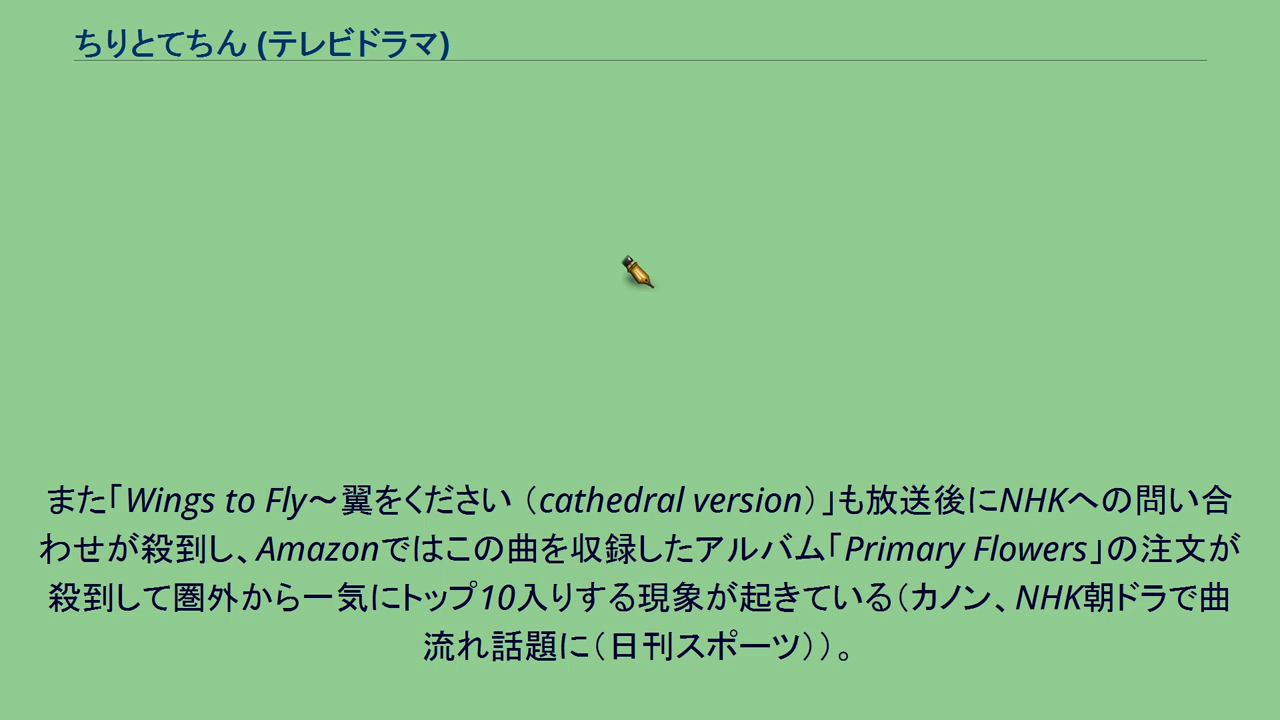 ちりとてちん (テレビドラマ)
また「Wings to Fly〜翼をください（cathedral version）」も放送後にNHKへの問い合
わせが殺到し、Amazonではこの曲を収録したアルバム「Primary Flowers」の注文が
殺到して圏外から一気にトップ10入りする現象が起きている（カノン、NHK朝ドラで曲
流れ話題に（日刊スポーツ））。